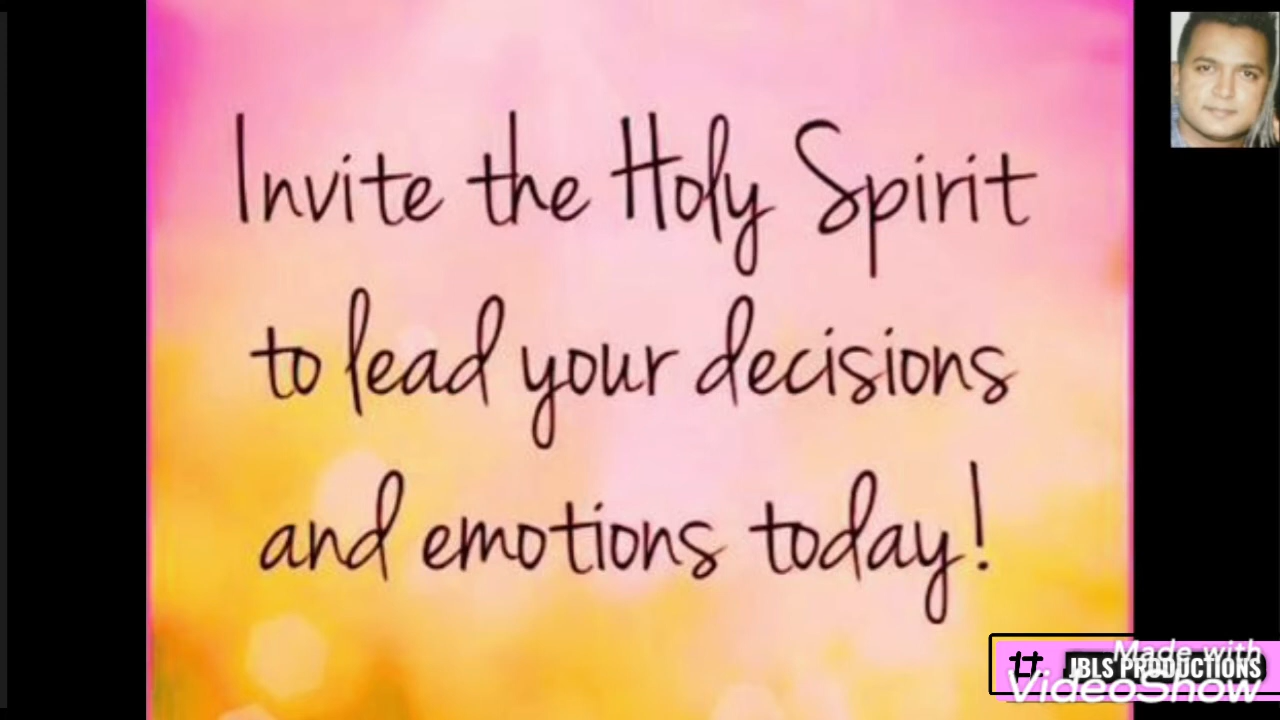 Invite the Holy Spirit
to lead your decisions
and emotions today!
Made with
# JBLS PRODUCTIONS
VideoShow